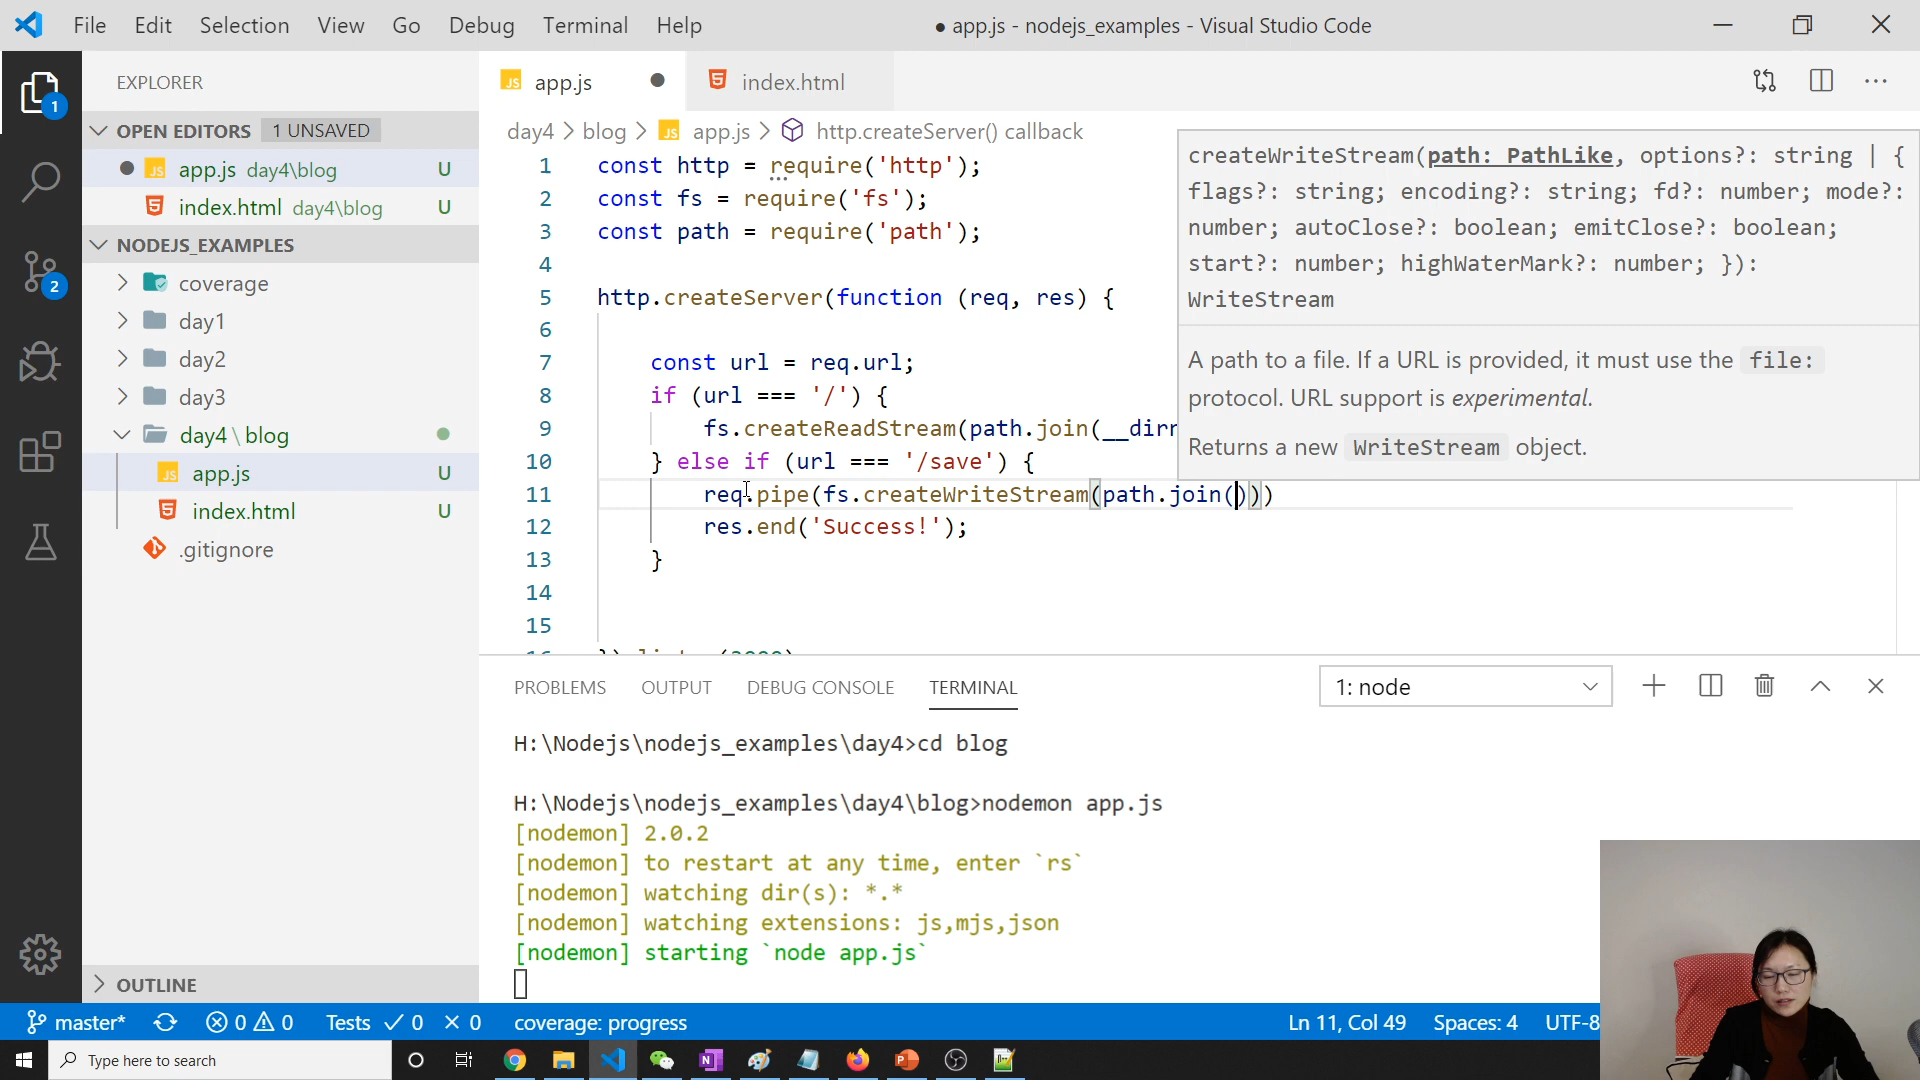 File Edit Selection View Go Debug Terminal Help
● app.js - nodejs_examples - Visual Studio Code
EXPLORER
OPEN EDITORS 1 UNSAVED
app.js day4\blog U
index.html day4\blog U
NODEJS_EXAMPLES
coverage
day1
day2
day3
day4 \ blog
app.js U
index.html U
.gitignore
OUTLINE
1
2
app.js
index.html
day4 > blog > app.js > http.createServer() callback
1 const http = require('http');
2 const fs = require('fs');
3 const path = require('path');
4
5 http.createServer(function (req, res) {
6
7 const url = req.url;
8 if (url === '/') {
9 fs.createReadStream(path.join(__dirn
10 } else if (url === '/save') {
11 req.pipe(fs.createWriteStream(path.join()))
12 res.end('Success!');
13 }
14
15
createWriteStream(path: PathLike, options?: string | {
flags?: string; encoding?: string; fd?: number; mode?:
number; autoClose?: boolean; emitClose?: boolean;
start?: number; highWaterMark?: number; }):
WriteStream
A path to a file. If a URL is provided, it must use the file:
protocol. URL support is experimental.
Returns a new WriteStream object.
PROBLEMS OUTPUT DEBUG CONSOLE TERMINAL
1: node
H:\Nodejs\nodejs_examples\day4>cd blog
H:\Nodejs\nodejs_examples\day4\blog>nodemon app.js
[nodemon] 2.0.2
[nodemon] to restart at any time, enter `rs`
[nodemon] watching dir(s): *.*
[nodemon] watching extensions: js,mjs,json
[nodemon] starting `node app.js`
master* 0 0 Tests 0 0 coverage: progress
Ln 11, Col 49 Spaces: 4 UTF-8
Type here to search